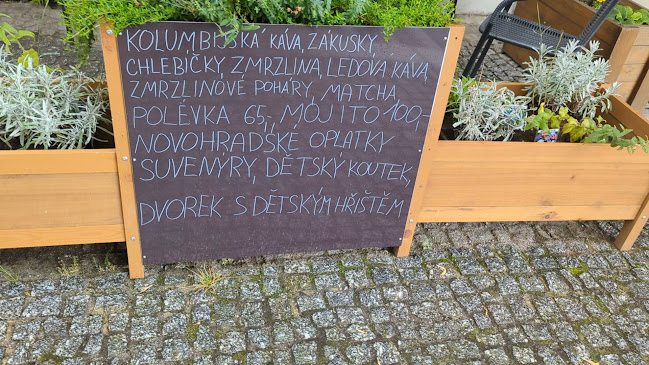 KOLUMBIJSKÁ KÁVA, ZÁKUSKY,
CHLEBÍČKY, ZMRZLINA, LEDOVÁ KÁVA,
ZMRZLINOVÉ POHÁRY, MATCHA,
POLÉVKA 65,-, MOJITO 100,-
NOVOHRADSKÉ OPLATKY
SUVENÝRY, DĚTSKÝ KOUTEK,
DVOREK S DĚTSKÝM HŘIŠTĚM